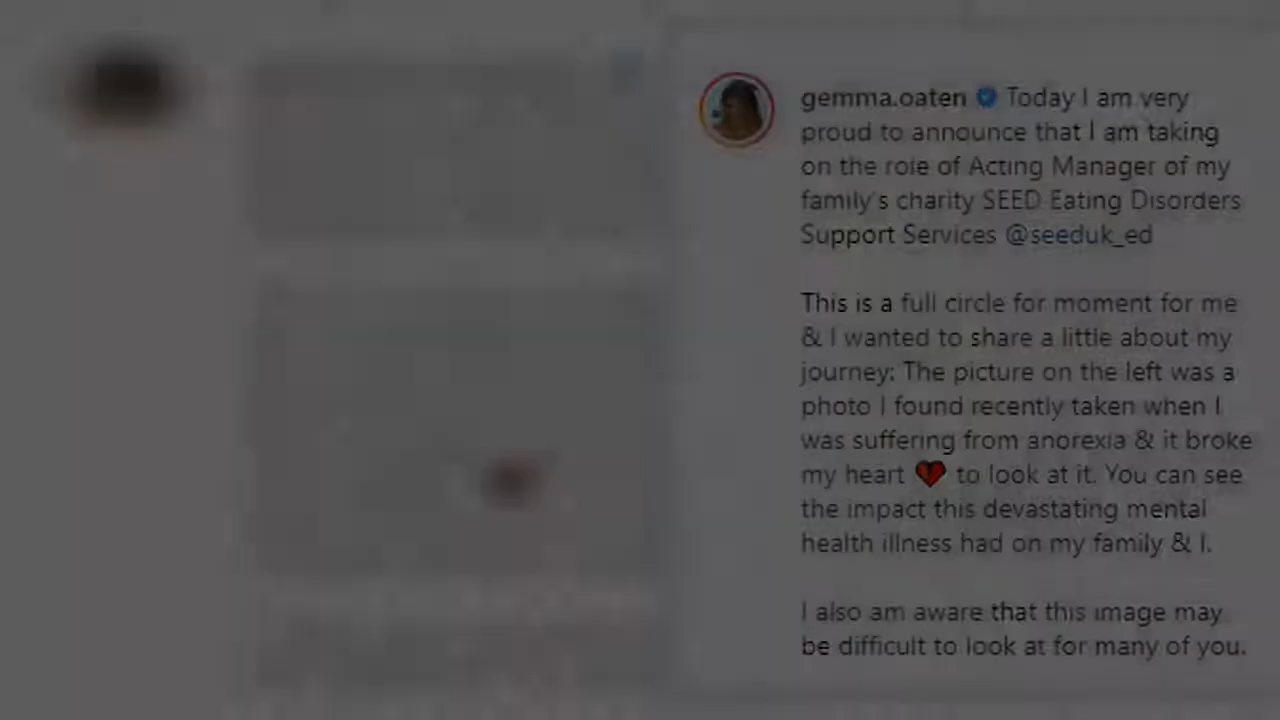 gemma.oaten Today I am very
proud to announce that I am taking
on the role of Acting Manager of my
family's charity SEED Eating Disorders
Support Services @seeduk_ed
This is a full circle for moment for me
& I wanted to share a little about my
journey: The picture on the left was a
photo I found recently taken when I
was suffering from anorexia & it broke
my heart 💔 to look at it. You can see
the impact this devastating mental
health illness had on my family & I.
I also am aware that this image may
be difficult to look at for many of you.